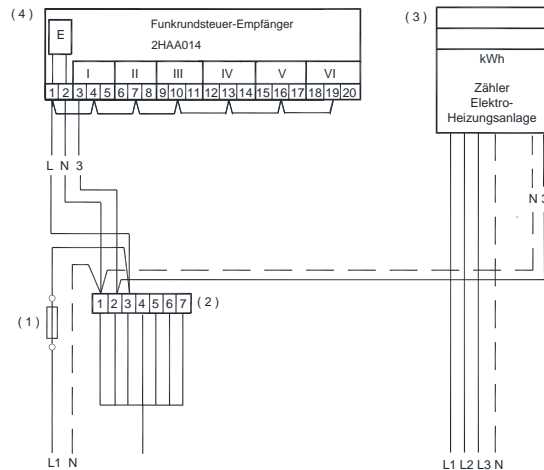 ( 4 )
Funkrundsteuer-Empfänger
2HAA014
E
I II III IV V VI
1 2 3 4 5 6 7 8 9 10 11 12 13 14 15 16 17 18 19 20
( 3 )
kWh
Zähler
Elektro-
Heizungsanlage
L N 3
N 3
1 2 3 4 5 6 7
( 2 )
( 1 )
L1 N
L1 L2 L3 N